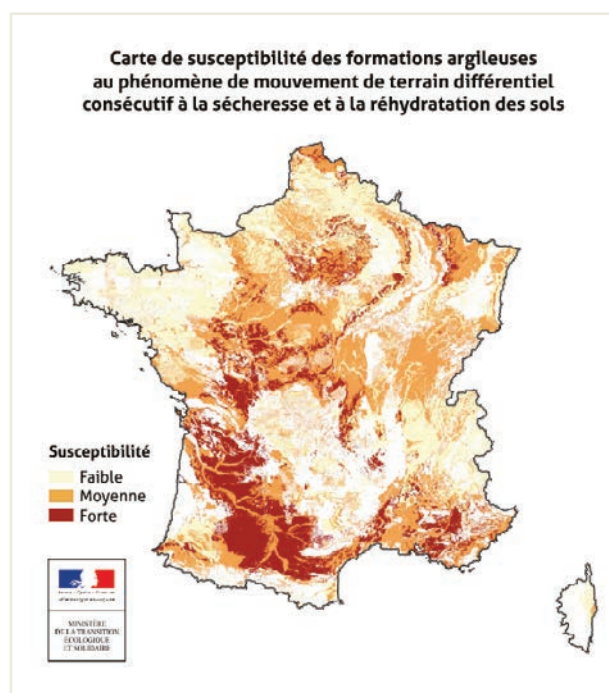 Carte de susceptibilité des formations argileuses
au phénomène de mouvement de terrain différentiel
consécutif à la sécheresse et à la réhydratation des sols
Susceptibilité
Faible
Moyenne
Forte
MINISTÈRE
DE LA TRANSITION
ÉCOLOGIQUE
ET SOLIDAIRE